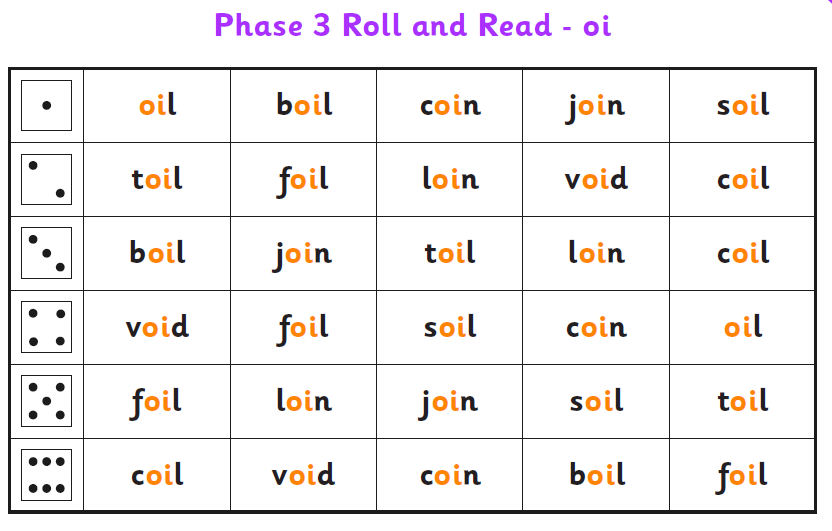 Phase 3 Roll and Read - oi
oil boil coin join soil
toil foil loin void coil
boil join toil loin coil
void foil soil coin oil
foil loin join soil toil
coil void coin boil foil